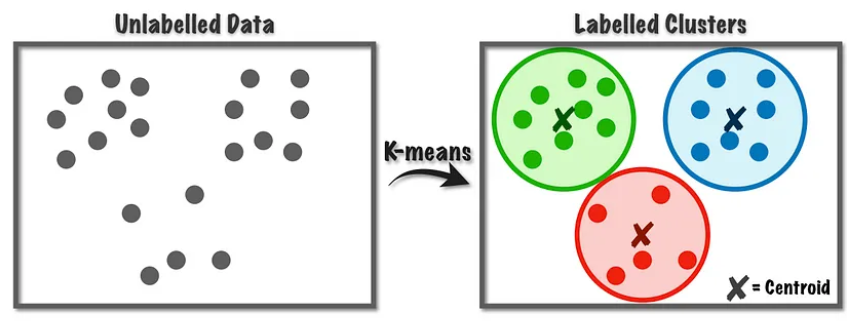 Unlabelled Data
Labelled Clusters
K-means
X = Centroid